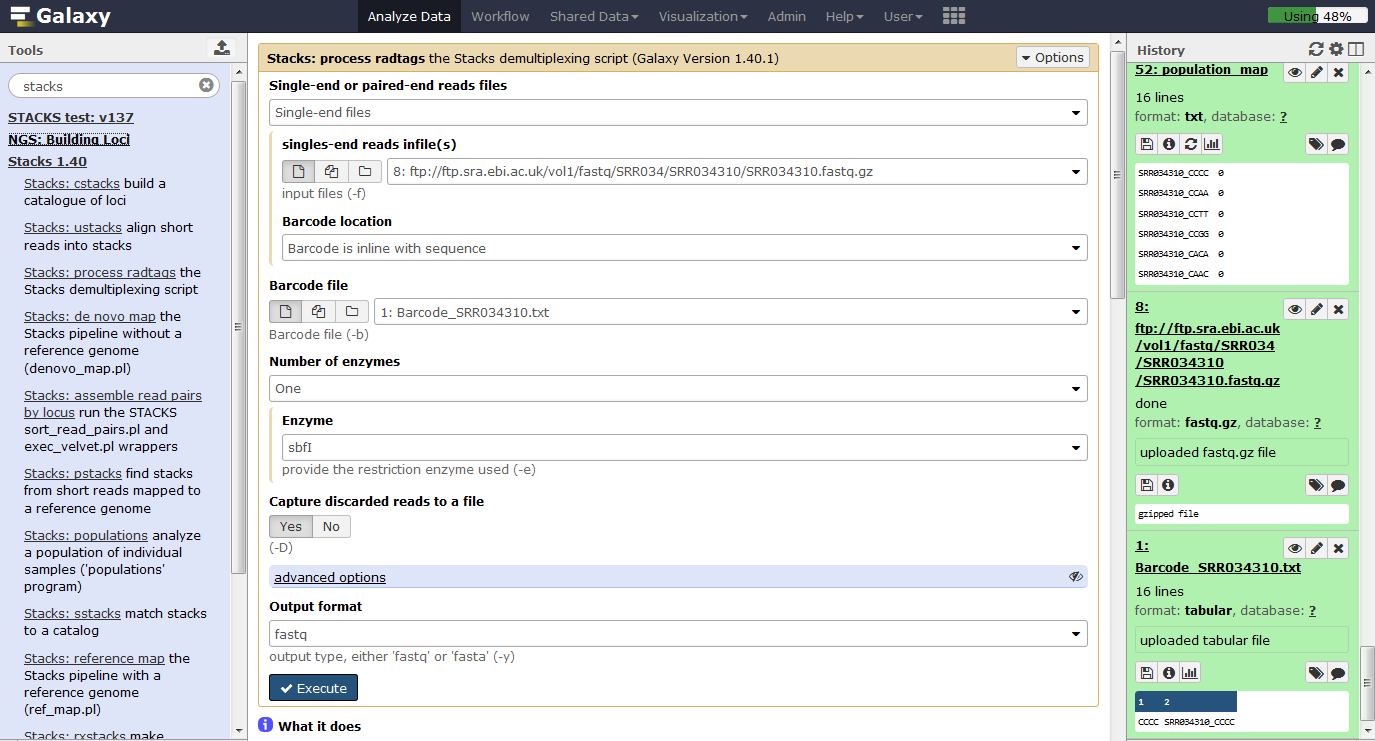 Galaxy
Analyze Data Workflow Shared Data Visualization Admin Help User
Using 48%
Tools
stacks
STACKS test: v137
NGS: Building Loci
Stacks 1.40
Stacks: cstacks build a
catalogue of loci
Stacks: ustacks align short
reads into stacks
Stacks: process radtags the
Stacks demultiplexing script
Stacks: de novo map the
Stacks pipeline without a
reference genome
(denovo_map.pl)
Stacks: assemble read pairs
by locus run the STACKS
sort_read_pairs.pl and
exec_velvet.pl wrappers
Stacks: pstacks find stacks
from short reads mapped to
a reference genome
Stacks: populations analyze
a population of individual
samples ('populations'
program)
Stacks: sstacks match stacks
to a catalog
Stacks: reference map the
Stacks pipeline with a
reference genome
(ref_map.pl)
Stacks: rxstacks make
Stacks: process radtags the Stacks demultiplexing script (Galaxy Version 1.40.1)
Options
Single-end or paired-end reads files
Single-end files
singles-end reads infile(s)
8: ftp://ftp.sra.ebi.ac.uk/vol1/fastq/SRR034/SRR034310/SRR034310.fastq.gz
input files (-f)
Barcode location
Barcode is inline with sequence
Barcode file
1: Barcode_SRR034310.txt
Barcode file (-b)
Number of enzymes
One
Enzyme
sbfI
provide the restriction enzyme used (-e)
Capture discarded reads to a file
Yes No
(-D)
advanced options
Output format
fastq
output type, either 'fastq' or 'fasta' (-y)
Execute
What it does
History
52: population_map
16 lines
format: txt, database: ?
SRR034310_CCCC 0
SRR034310_CCAA 0
SRR034310_CCTT 0
SRR034310_CCGG 0
SRR034310_CACA 0
SRR034310_CAAC 0
8:
ftp://ftp.sra.ebi.ac.uk
/vol1/fastq/SRR034
/SRR034310
/SRR034310.fastq.gz
done
format: fastq.gz, database: ?
uploaded fastq.gz file
gzipped file
1:
Barcode_SRR034310.txt
16 lines
format: tabular, database: ?
uploaded tabular file
1 2
CCCC SRR034310_CCCC